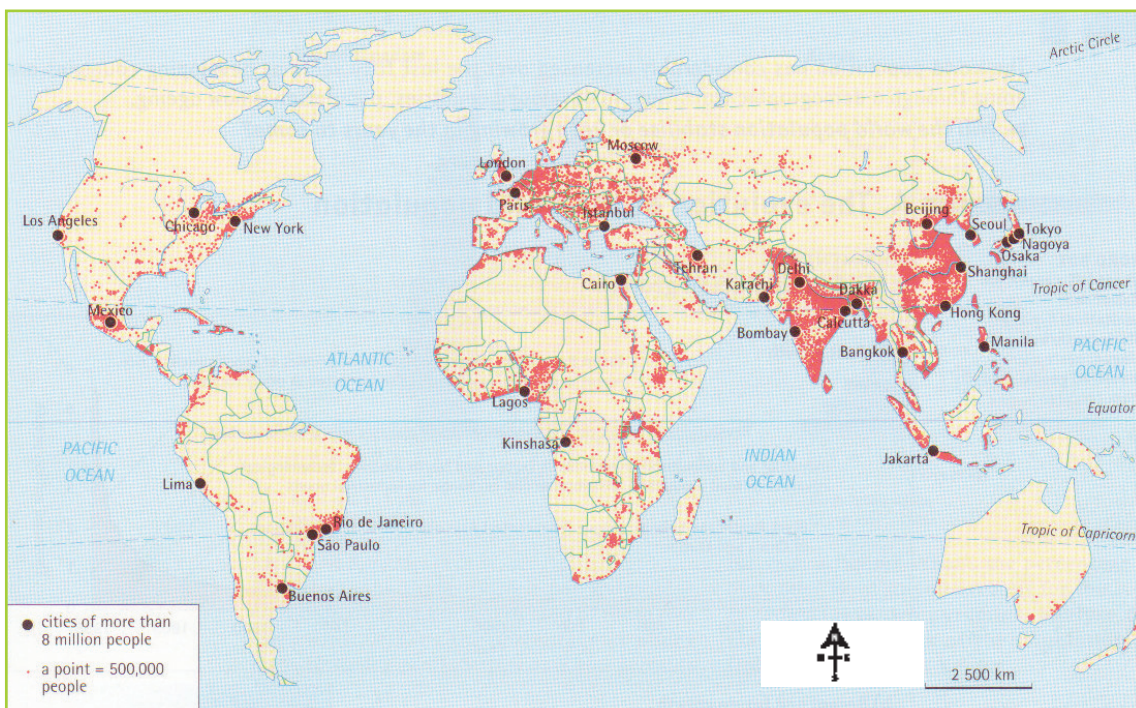 Arctic Circle
Moscow
London
Paris
Istanbul
Los Angeles
Chicago
New York
Beijing
Seoul
Tokyo
Nagoya
Osaka
Tehran
Delhi
Shanghai
Cairo
Karachi
Dakka
Tropic of Cancer
Mexico
Calcutta
Hong Kong
Bombay
Bangkok
Manila
ATLANTIC
OCEAN
PACIFIC
OCEAN
Lagos
Equator
Kinshasa
PACIFIC
OCEAN
INDIAN
OCEAN
Jakarta
Lima
Rio de Janeiro
São Paulo
Tropic of Capricorn
Buenos Aires
cities of more than
8 million people
a point = 500,000
people
N
2 500 km